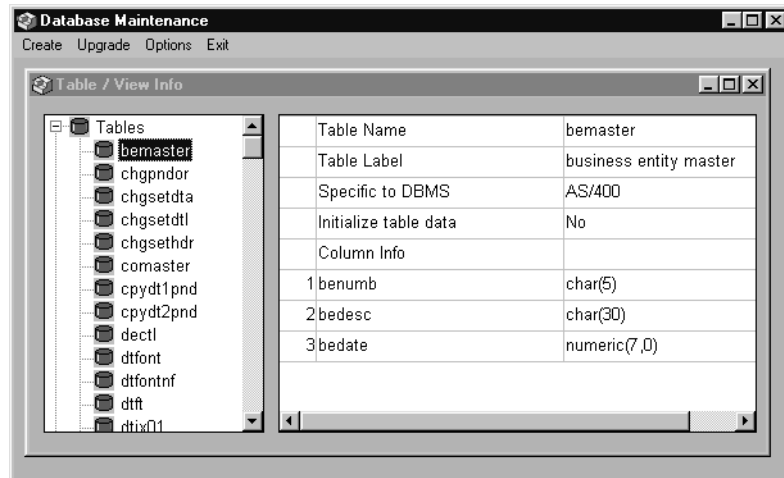 Database Maintenance
Create Upgrade Options Exit
Table / View Info
Tables
bemaster
chgpndor
chgsetdta
chgsetdtl
chgsethdr
comaster
cpydt1pnd
cpydt2pnd
dectl
dtfont
dtfontnf
dtft
dtix01
Table Name bemaster
Table Label business entity master
Specific to DBMS AS/400
Initialize table data No
Column Info
1 benumb char(5)
2 bedesc char(30)
3 bedate numeric(7,0)